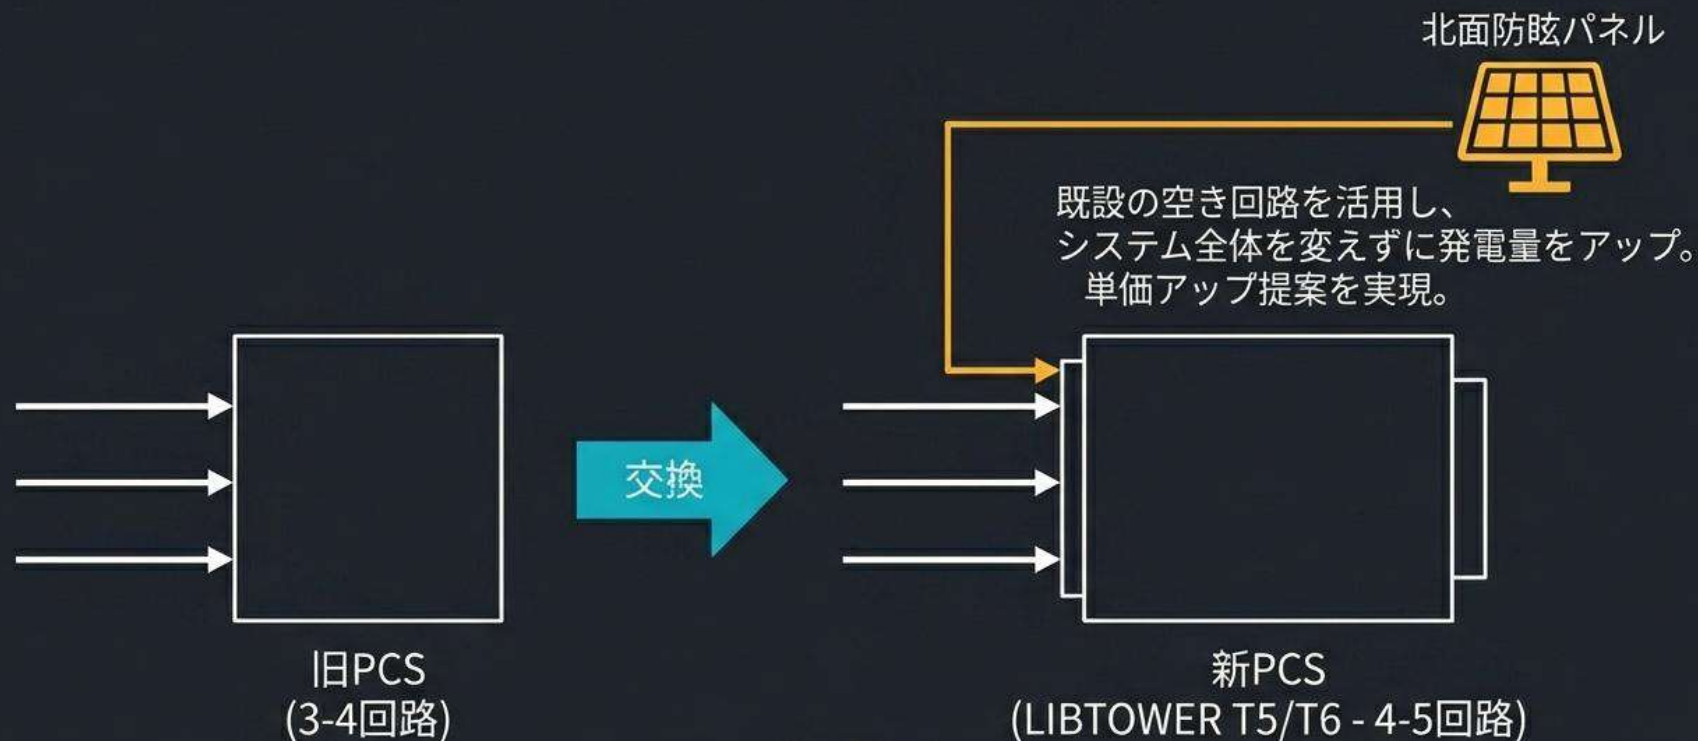 北面防眩パネル
既設の空き回路を活用し、
システム全体を変えずに発電量をアップ。
単価アップ提案を実現。
交換
旧PCS
(3-4回路)
新PCS
(LIBTOWER T5/T6 - 4-5回路)